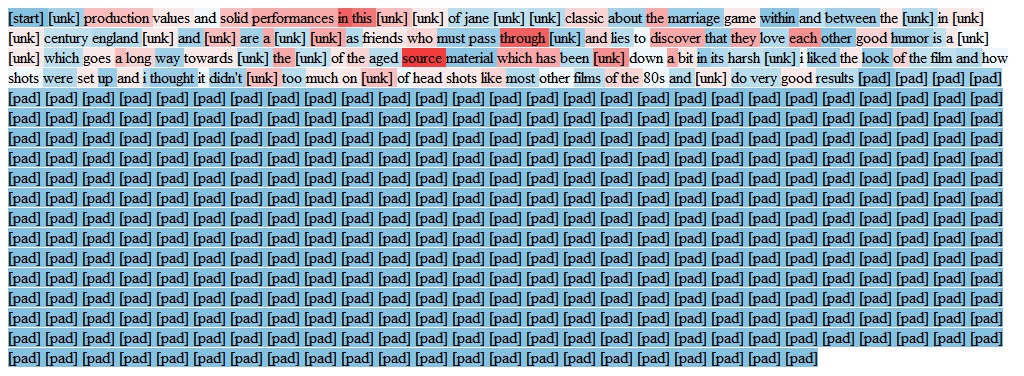 [start] [unk] production values and solid performances in this [unk] [unk] of jane [unk] [unk] classic about the marriage game within and between the [unk] in [unk]
[unk] century england [unk] and [unk] are a [unk] [unk] as friends who must pass through [unk] and lies to discover that they love each other good humor is a [unk]
[unk] which goes a long way towards [unk] the [unk] of the aged source material which has been [unk] down a bit in its harsh [unk] i liked the look of the film and how
shots were set up and i thought it didn't [unk] too much on [unk] of head shots like most other films of the 80s and [unk] do very good results [pad] [pad] [pad] [pad]
[pad] [pad] [pad] [pad] [pad] [pad] [pad] [pad] [pad] [pad] [pad] [pad] [pad] [pad] [pad] [pad] [pad] [pad] [pad] [pad] [pad] [pad] [pad] [pad] [pad] [pad] [pad]
[pad] [pad] [pad] [pad] [pad] [pad] [pad] [pad] [pad] [pad] [pad] [pad] [pad] [pad] [pad] [pad] [pad] [pad] [pad] [pad] [pad] [pad] [pad] [pad] [pad] [pad] [pad]
[pad] [pad] [pad] [pad] [pad] [pad] [pad] [pad] [pad] [pad] [pad] [pad] [pad] [pad] [pad] [pad] [pad] [pad] [pad] [pad] [pad] [pad] [pad] [pad] [pad] [pad] [pad]
[pad] [pad] [pad] [pad] [pad] [pad] [pad] [pad] [pad] [pad] [pad] [pad] [pad] [pad] [pad] [pad] [pad] [pad] [pad] [pad] [pad] [pad] [pad] [pad] [pad] [pad] [pad]
[pad] [pad] [pad] [pad] [pad] [pad] [pad] [pad] [pad] [pad] [pad] [pad] [pad] [pad] [pad] [pad] [pad] [pad] [pad] [pad] [pad] [pad] [pad] [pad] [pad] [pad] [pad]
[pad] [pad] [pad] [pad] [pad] [pad] [pad] [pad] [pad] [pad] [pad] [pad] [pad] [pad] [pad] [pad] [pad] [pad] [pad] [pad] [pad] [pad] [pad] [pad] [pad] [pad] [pad]
[pad] [pad] [pad] [pad] [pad] [pad] [pad] [pad] [pad] [pad] [pad] [pad] [pad] [pad] [pad] [pad] [pad] [pad] [pad] [pad] [pad] [pad] [pad] [pad] [pad] [pad] [pad]
[pad] [pad] [pad] [pad] [pad] [pad] [pad] [pad] [pad] [pad] [pad] [pad] [pad] [pad] [pad] [pad] [pad] [pad] [pad] [pad] [pad] [pad] [pad] [pad] [pad] [pad] [pad]
[pad] [pad] [pad] [pad] [pad] [pad] [pad] [pad] [pad] [pad] [pad] [pad] [pad] [pad] [pad] [pad] [pad] [pad] [pad] [pad] [pad] [pad] [pad] [pad] [pad] [pad] [pad]
[pad] [pad] [pad] [pad] [pad] [pad] [pad] [pad] [pad] [pad] [pad] [pad] [pad] [pad] [pad] [pad] [pad] [pad] [pad] [pad] [pad] [pad] [pad] [pad] [pad] [pad] [pad]
[pad] [pad] [pad] [pad] [pad] [pad] [pad] [pad] [pad] [pad] [pad] [pad] [pad] [pad] [pad] [pad] [pad] [pad] [pad] [pad] [pad] [pad] [pad] [pad] [pad] [pad] [pad]
[pad] [pad] [pad] [pad] [pad] [pad] [pad] [pad] [pad] [pad] [pad] [pad] [pad] [pad] [pad] [pad] [pad] [pad] [pad] [pad] [pad] [pad] [pad] [pad] [pad] [pad] [pad]
[pad] [pad] [pad] [pad] [pad] [pad] [pad] [pad] [pad] [pad] [pad] [pad] [pad] [pad] [pad] [pad] [pad] [pad] [pad] [pad] [pad] [pad] [pad] [pad] [pad] [pad] [pad]
[pad] [pad] [pad] [pad] [pad] [pad] [pad] [pad] [pad] [pad] [pad] [pad] [pad] [pad] [pad] [pad] [pad] [pad] [pad] [pad] [pad] [pad]